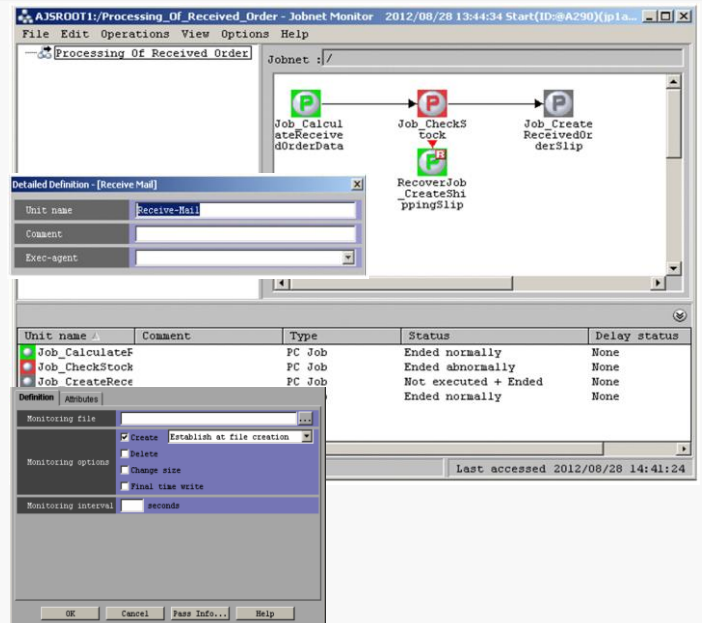 AJSROOT1:/Processing_Of_Received_Order - Jobnet Monitor 2012/08/28 13:44:34 Start(ID:@A290)(jp1a...
File Edit Operations View Options Help
Processing Of Received Order
Jobnet : /
Job_Calcul
ateReceive
dOrderData
Job_CheckS
tock
Job_Create
ReceivedOr
derSlip
RecoverJob
_CreateShi
ppingSlip
Detailed Definition - [Receive Mail]
Unit name
Receive-Mail
Comment
Exec-agent
Unit name Comment Type Status Delay status
Job_CalculateR PC Job Ended normally None
Job_CheckStock PC Job Ended abnormally None
Job CreateRece PC Job Not executed + Ended None
Ended normally None
Definition Attributes
Monitoring file ...
Monitoring options
Create Establish at file creation
Delete
Change size
Final time write
Monitoring interval seconds
OK Cancel Pass Info... Help
Last accessed 2012/08/28 14:41:24